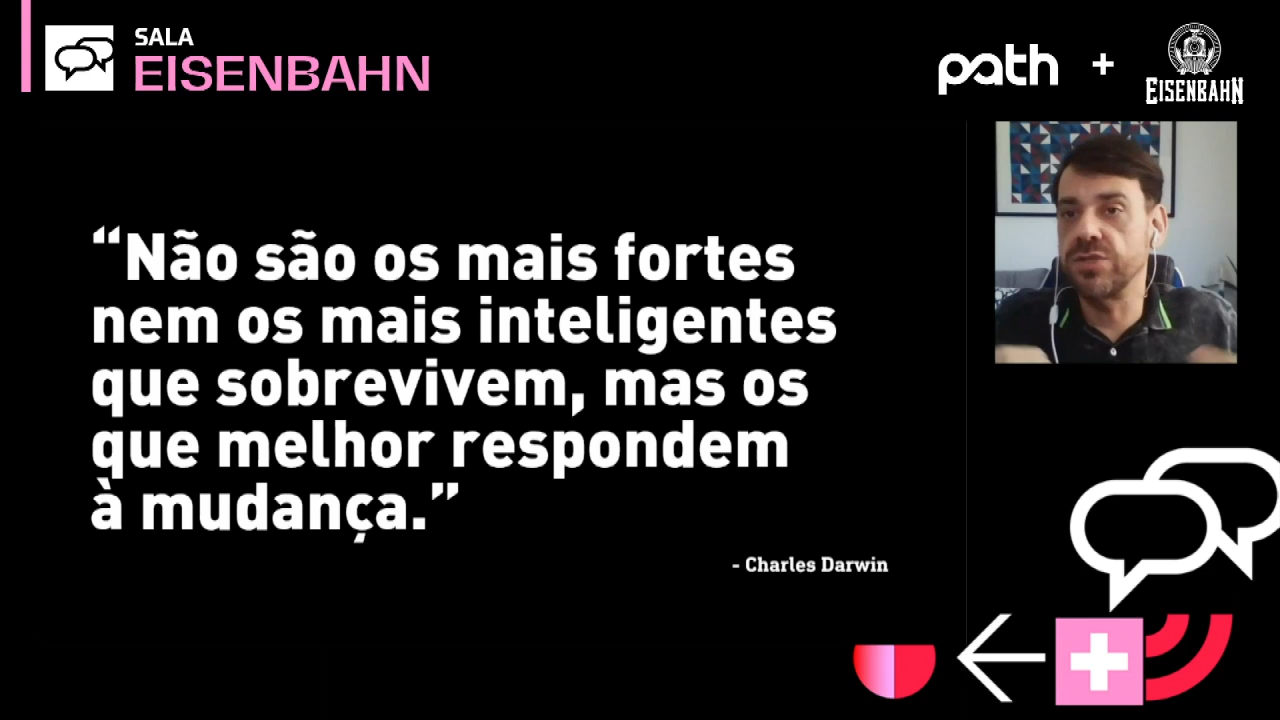 SALA
EISENBAHN
path + EISENBAHN
“Não são os mais fortes
nem os mais inteligentes
que sobrevivem, mas os
que melhor respondem
à mudança.”
- Charles Darwin